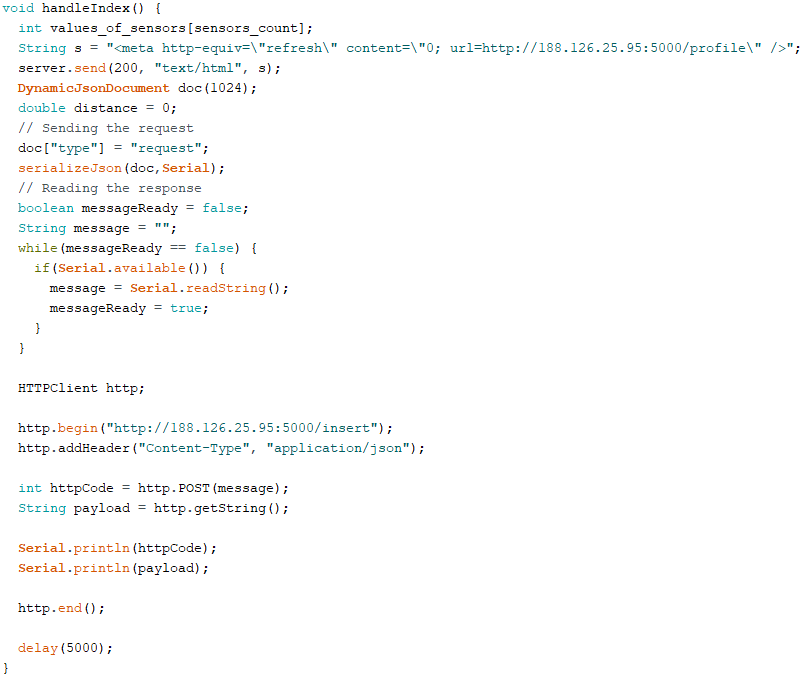 void handleIndex() {
  int values_of_sensors[sensors_count];
  String s = "<meta http-equiv=\"refresh\" content=\"0; url=http://188.126.25.95:5000/profile\" />";
  server.send(200, "text/html", s);
  DynamicJsonDocument doc(1024);
  double distance = 0;
  // Sending the request
  doc["type"] = "request";
  serializeJson(doc,Serial);
  // Reading the response
  boolean messageReady = false;
  String message = "";
  while(messageReady == false) {
    if(Serial.available()) {
      message = Serial.readString();
      messageReady = true;
    }
  }

  HTTPClient http;

  http.begin("http://188.126.25.95:5000/insert");
  http.addHeader("Content-Type", "application/json");

  int httpCode = http.POST(message);
  String payload = http.getString();

  Serial.println(httpCode);
  Serial.println(payload);

  http.end();

  delay(5000);
}